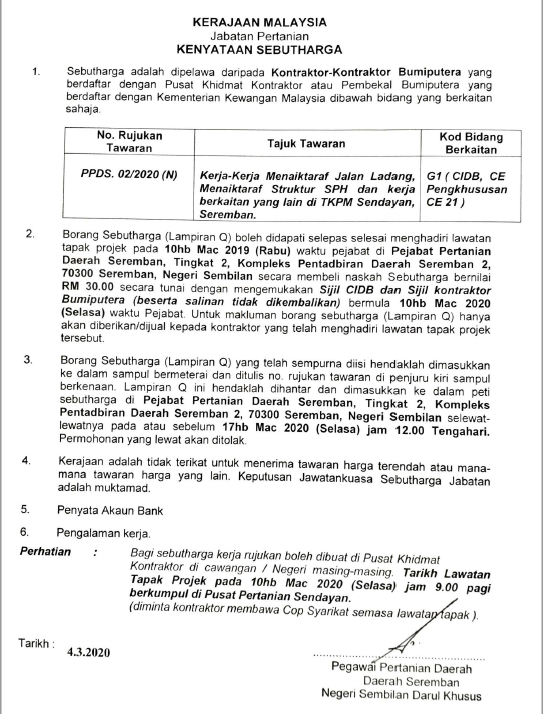 KERAJAAN MALAYSIA
Jabatan Pertanian
KENYATAAN SEBUTHARGA
1. Sebutharga adalah dipelawa daripada Kontraktor-Kontraktor Bumiputera yang
berdaftar dengan Pusat Khidmat Kontraktor atau Pembekal Bumiputera yang
berdaftar dengan Kementerian Kewangan Malaysia dibawah bidang yang berkaitan
sahaja.
No. Rujukan Tawaran
Tajuk Tawaran
Kod Bidang Berkaitan
PPDS. 02/2020 (N)
Kerja-Kerja Menaiktaraf Jalan Ladang,
Menaiktaraf Struktur SPH dan kerja
berkaitan yang lain di TKPM Sendayan,
Seremban.
G1 ( CIDB, CE
Pengkhususan
CE 21 )
2. Borang Sebutharga (Lampiran Q) boleh didapati selepas selesai menghadiri lawatan
tapak projek pada 10hb Mac 2019 (Rabu) waktu pejabat di Pejabat Pertanian
Daerah Seremban, Tingkat 2, Kompleks Pentadbiran Daerah Seremban 2,
70300 Seremban, Negeri Sembilan secara membeli naskah Sebutharga bernilai
RM 30.00 secara tunai dengan mengemukakan Sijil CIDB dan Sijil kontraktor
Bumiputera (beserta salinan tidak dikembalikan) bermula 10hb Mac 2020
(Selasa) waktu Pejabat. Untuk makluman borang sebutharga (Lampiran Q) hanya
akan diberikan/dijual kepada kontraktor yang telah menghadiri lawatan tapak projek
tersebut.
3. Borang Sebutharga (Lampiran Q) yang telah sempurna diisi hendaklah dimasukkan
ke dalam sampul bermeterai dan ditulis no. rujukan tawaran di penjuru kiri sampul
berkenaan. Lampiran Q ini hendaklah dihantar dan dimasukkan ke dalam peti
sebutharga di Pejabat Pertanian Daerah Seremban, Tingkat 2, Kompleks
Pentadbiran Daerah Seremban 2, 70300 Seremban, Negeri Sembilan selewat-
lewatnya pada atau sebelum 17hb Mac 2020 (Selasa) jam 12.00 Tengahari.
Permohonan yang lewat akan ditolak.
4. Kerajaan adalah tidak terikat untuk menerima tawaran harga terendah atau mana-
mana tawaran harga yang lain. Keputusan Jawatankuasa Sebutharga Jabatan
adalah muktamad.
5. Penyata Akaun Bank
6. Pengalaman kerja.
Perhatian : Bagi sebutharga kerja rujukan boleh dibuat di Pusat Khidmat
Kontraktor di cawangan / Negeri masing-masing. Tarikh Lawatan
Tapak Projek pada 10hb Mac 2020 (Selasa) jam 9.00 pagi
berkumpul di Pusat Pertanian Sendayan.
(diminta kontraktor membawa Cop Syarikat semasa lawatan tapak ).
Tarikh : 4.3.2020
Pegawai Pertanian Daerah
Daerah Seremban
Negeri Sembilan Darul Khusus